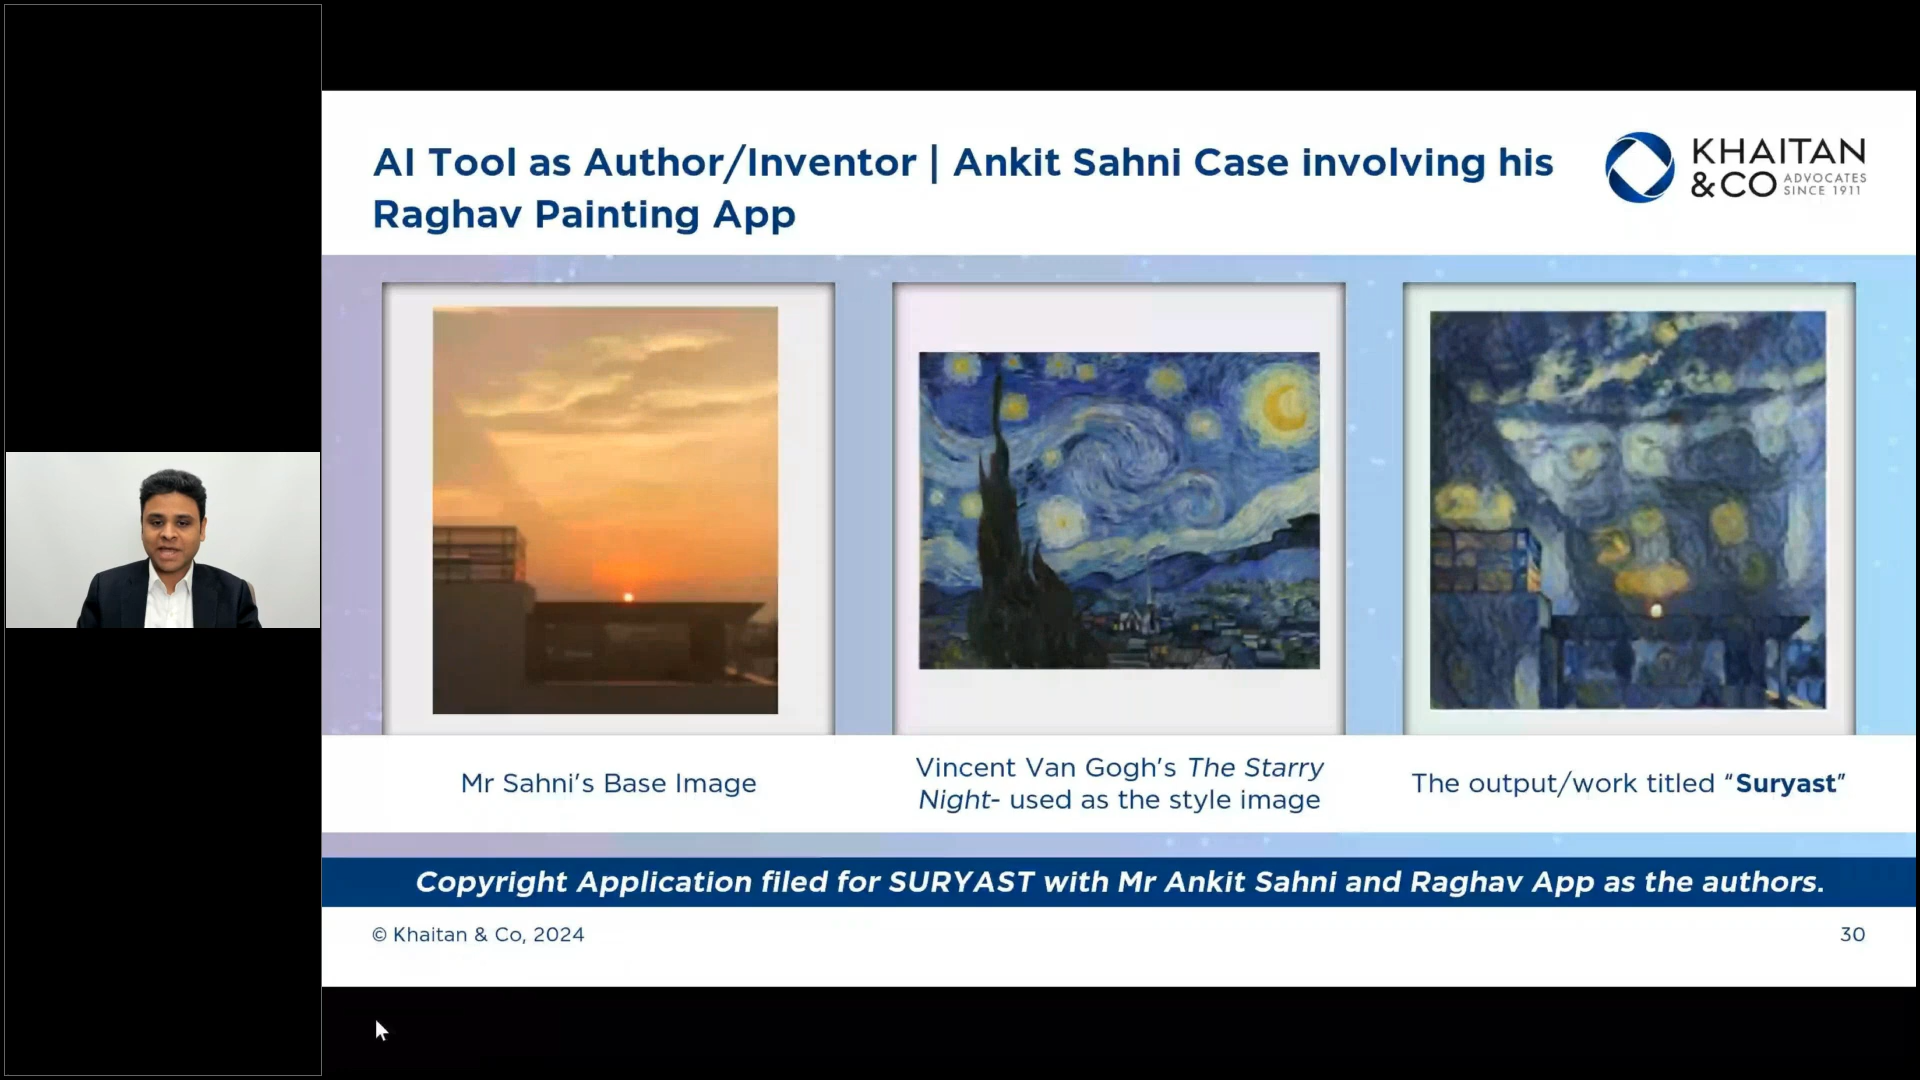 AI Tool as Author/Inventor | Ankit Sahni Case involving his
Raghav Painting App
KHAITAN
&CO ADVOCATES
SINCE 1911
Mr Sahni's Base Image
Vincent Van Gogh's The Starry
Night- used as the style image
The output/work titled “Suryast”
Copyright Application filed for SURYAST with Mr Ankit Sahni and Raghav App as the authors.
© Khaitan & Co, 2024
30